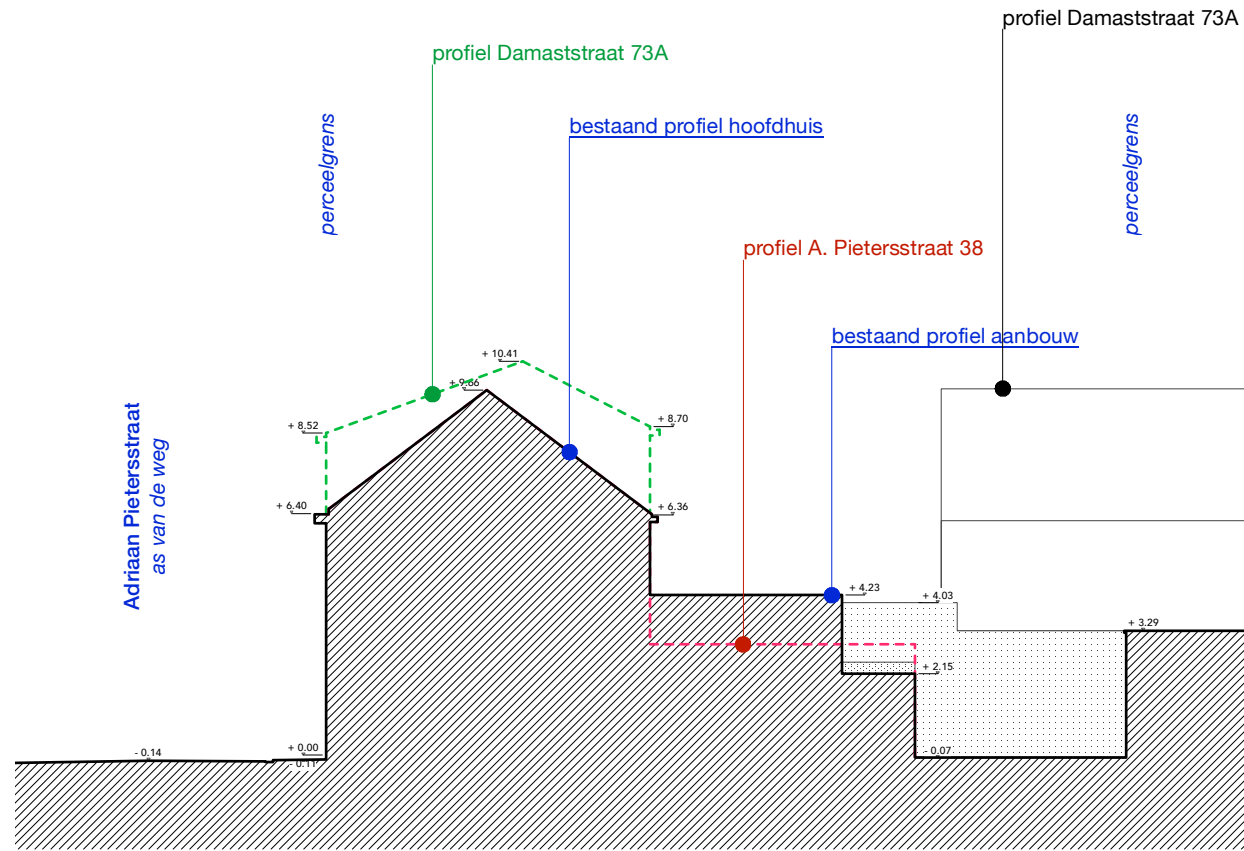 profiel Damaststraat 73A
profiel Damaststraat 73A
perceelgrens
bestaand profiel hoofdhuis
perceelgrens
profiel A. Pietersstraat 38
bestaand profiel aanbouw
+ 10.41
+ 9.66
+ 8.52
+ 8.70
Adriaan Pietersstraat
as van de weg
+ 6.40
+ 6.36
+ 4.23
+ 4.03
+ 3.29
+ 2.15
- 0.14
+ 0.00
- 0.11
- 0.07